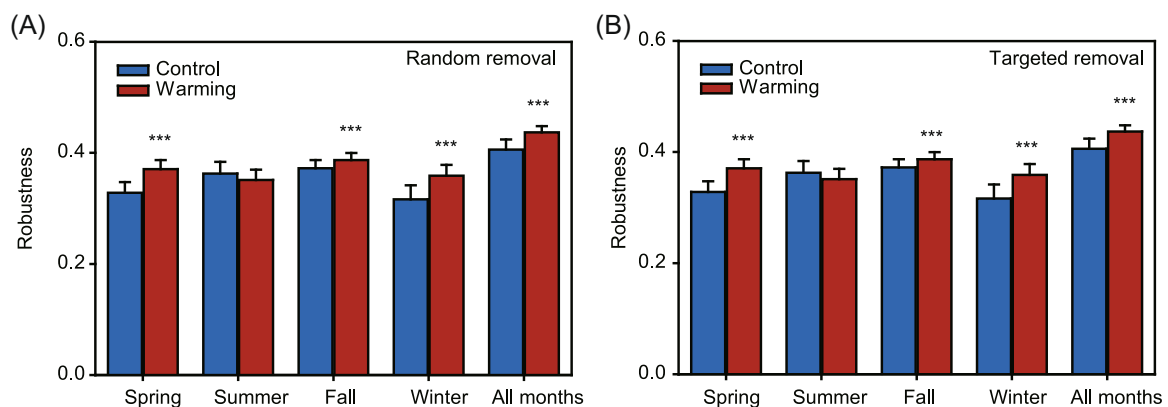 (A)
Random removal
Control
Warming
Robustness
0.6
0.4
0.2
0.0
***
***
***
***
Spring Summer Fall Winter All months
(B)
Targeted removal
Control
Warming
Robustness
0.6
0.4
0.2
0.0
***
***
***
***
Spring Summer Fall Winter All months